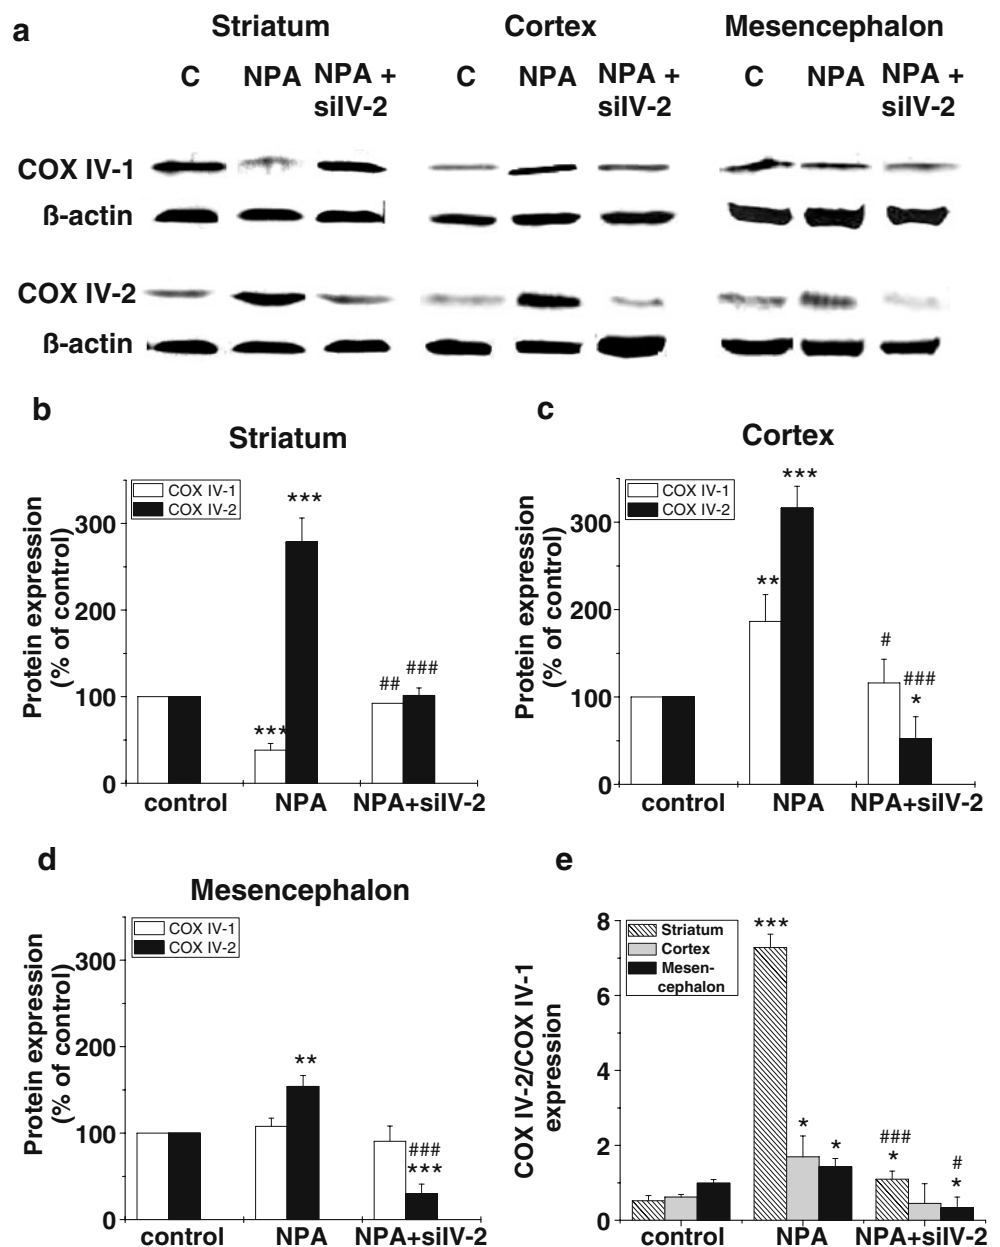 a
Striatum Cortex Mesencephalon
C NPA NPA + siIV-2 C NPA NPA + siIV-2 C NPA NPA + siIV-2
COX IV-1
ß-actin
COX IV-2
ß-actin
b
Striatum
Protein expression
(% of control)
300
200
100
0
COX IV-1
COX IV-2
***
***
##
###
control NPA NPA+siIV-2
c
Cortex
Protein expression
(% of control)
300
200
100
0
COX IV-1
COX IV-2
**
***
#
###
*
control NPA NPA+siIV-2
d
Mesencephalon
Protein expression
(% of control)
300
200
100
0
COX IV-1
COX IV-2
**
###
***
control NPA NPA+siIV-2
e
COX IV-2/COX IV-1
expression
8
6
4
2
0
Striatum
Cortex
Mesen-
cephalon
***
*
*
###
*
#
*
control NPA NPA+siIV-2